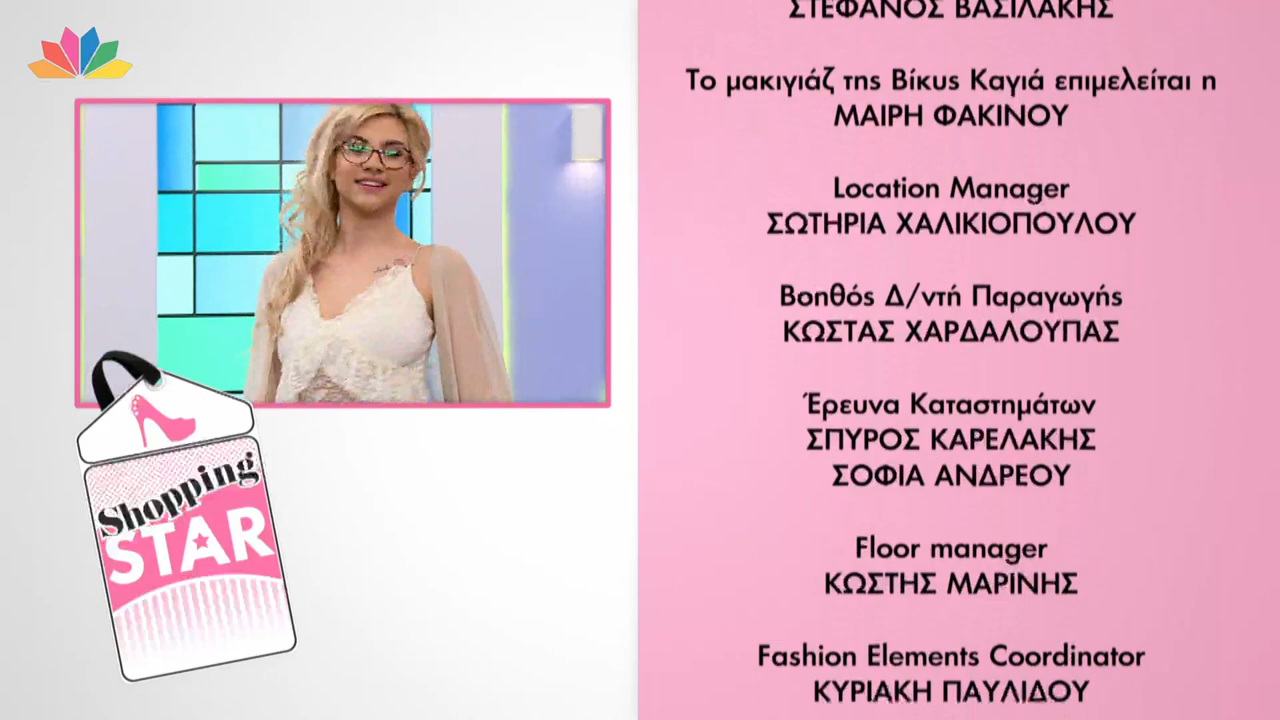 ΣΤΕΦΑΝΟΣ ΒΑΣΙΛΑΚΗΣ
Το μακιγιάζ της Βίκυς Καγιά επιμελείται η
ΜΑΙΡΗ ΦΑΚΙΝΟΥ
Location Manager
ΣΩΤΗΡΙΑ ΧΑΛΙΚΙΟΠΟΥΛΟΥ
Βοηθός Δ/ντή Παραγωγής
ΚΩΣΤΑΣ ΧΑΡΔΑΛΟΥΠΑΣ
Έρευνα Καταστημάτων
ΣΠΥΡΟΣ ΚΑΡΕΛΑΚΗΣ
ΣΟΦΙΑ ΑΝΔΡΕΟΥ
Floor manager
ΚΩΣΤΗΣ ΜΑΡΙΝΗΣ
Fashion Elements Coordinator
ΚΥΡΙΑΚΗ ΠΑΥΛΙΔΟΥ
Shopping
STAR